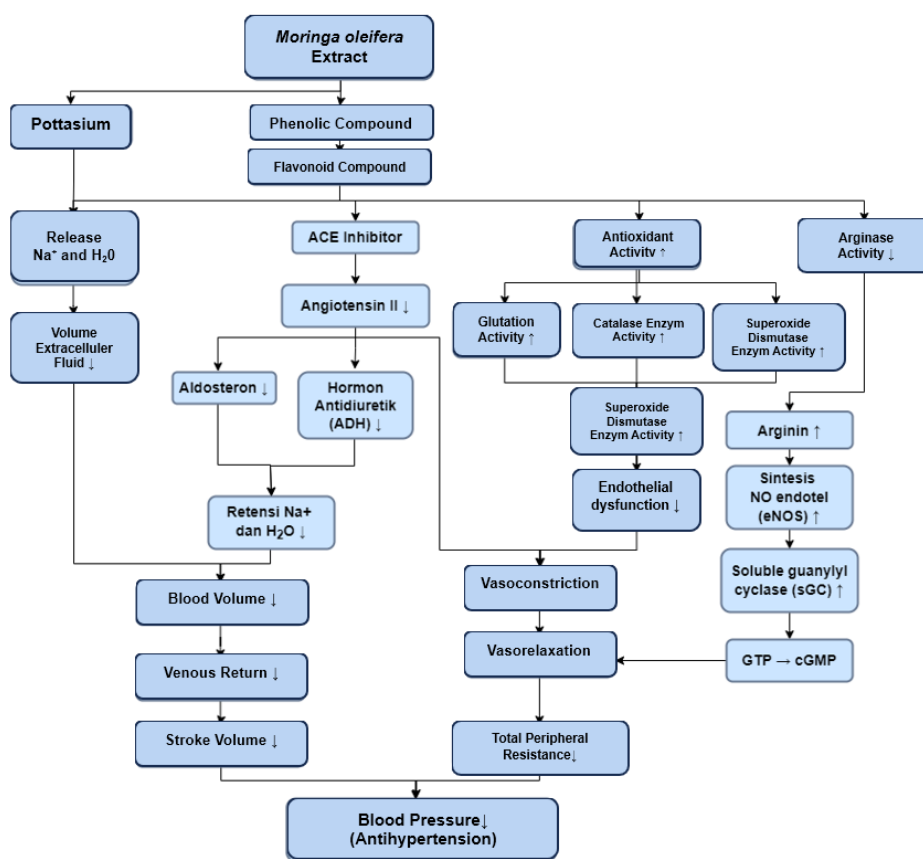 Moringa oleifera
Extract
Pottasium
Phenolic Compound
Flavonoid Compound
Release
Na⁺ and H₂0
ACE Inhibitor
Antioxidant
Activity ↑
Arginase
Activity ↓
Angiotensin II ↓
Volume
Extracelluler
Fluid ↓
Glutation
Activity ↑
Catalase Enzym
Activity ↑
Superoxide
Dismutase
Enzym Activity ↑
Aldosteron ↓
Hormon
Antidiuretik
(ADH) ↓
Superoxide
Dismutase
Enzym Activity ↑
Arginin ↑
Retensi Na+
dan H₂O ↓
Endothelial
dysfunction ↓
Sintesis
NO endotel
(eNOS) ↑
Blood Volume ↓
Vasoconstriction
Soluble guanylyl
cyclase (sGC) ↑
Venous Return ↓
Vasorelaxation
GTP → cGMP
Stroke Volume ↓
Total Peripheral
Resistance↓
Blood Pressure↓
(Antihypertension)